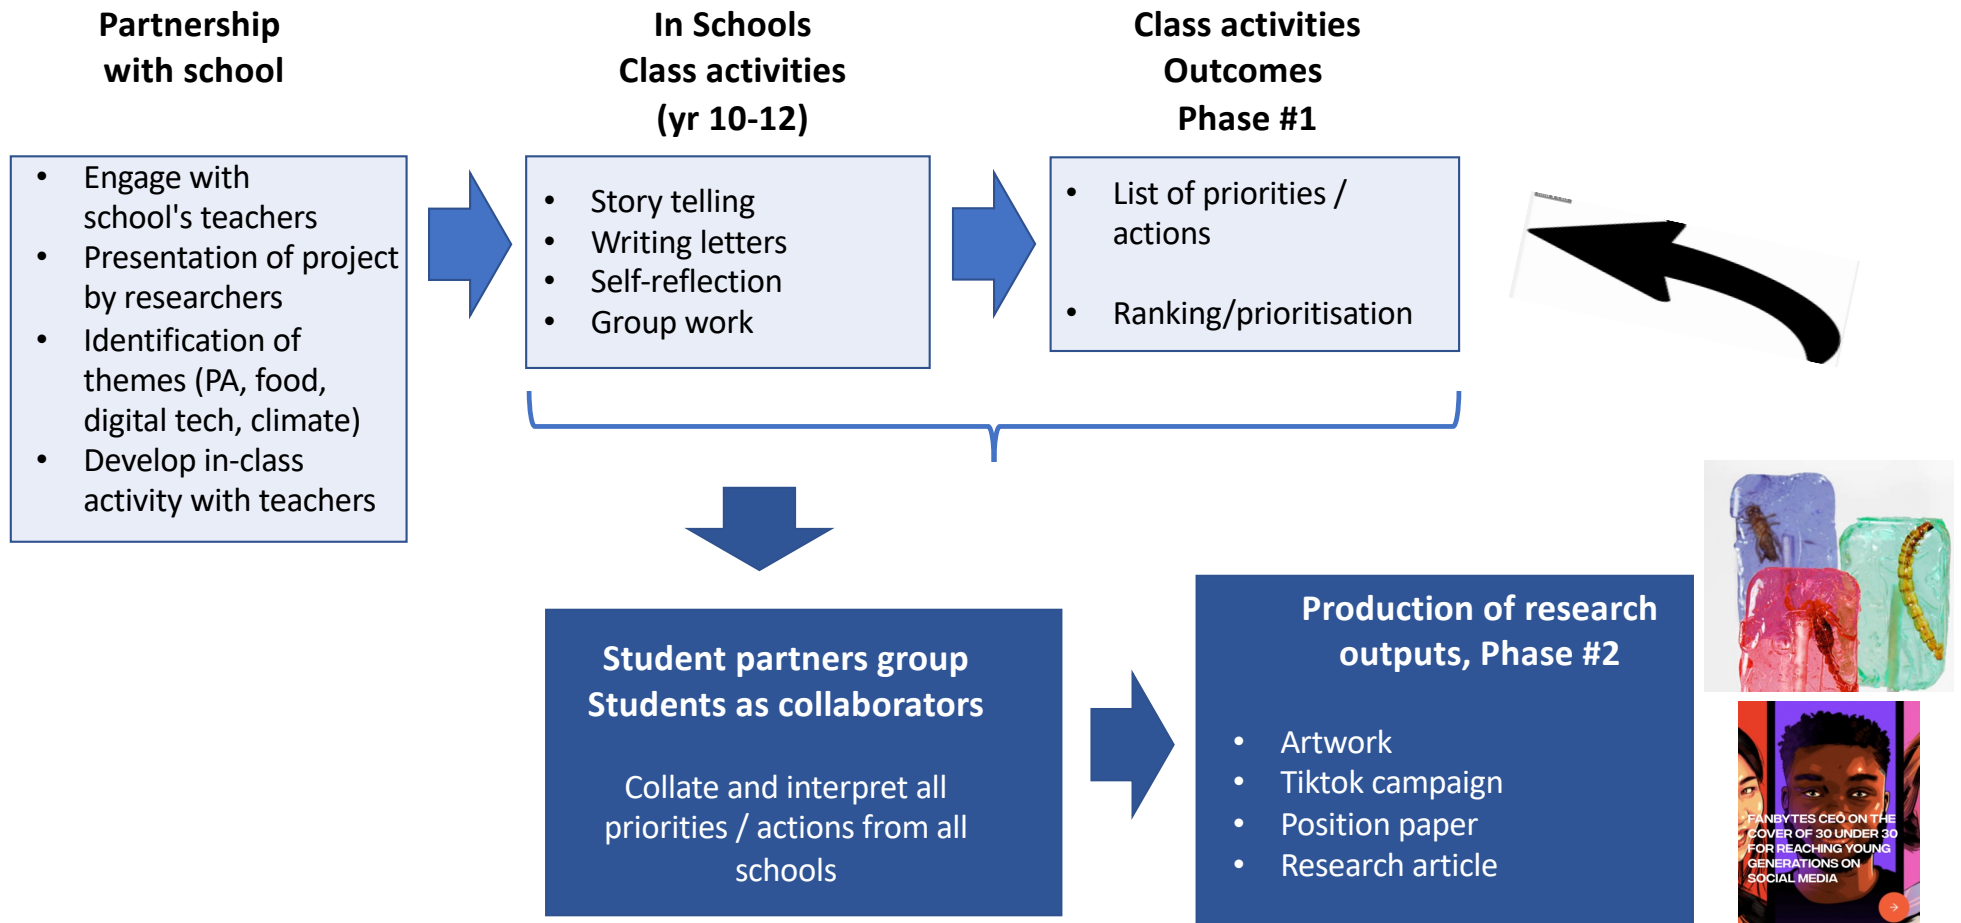 Partnership
with school
In Schools
Class activities
(yr 10-12)
Class activities
Outcomes
Phase #1
• Engage with
school's teachers
• Presentation of project
by researchers
• Identification of
themes (PA, food,
digital tech, climate)
• Develop in-class
activity with teachers
• Story telling
• Writing letters
• Self-reflection
• Group work
• List of priorities /
actions
• Ranking/prioritisation
Student partners group
Students as collaborators
Collate and interpret all
priorities / actions from all
schools
Production of research
outputs, Phase #2
• Artwork
• Tiktok campaign
• Position paper
• Research article
FANBYTES CEO ON THE
COVER OF 30 UNDER 30
FOR REACHING YOUNG
GENERATIONS ON
SOCIAL MEDIA